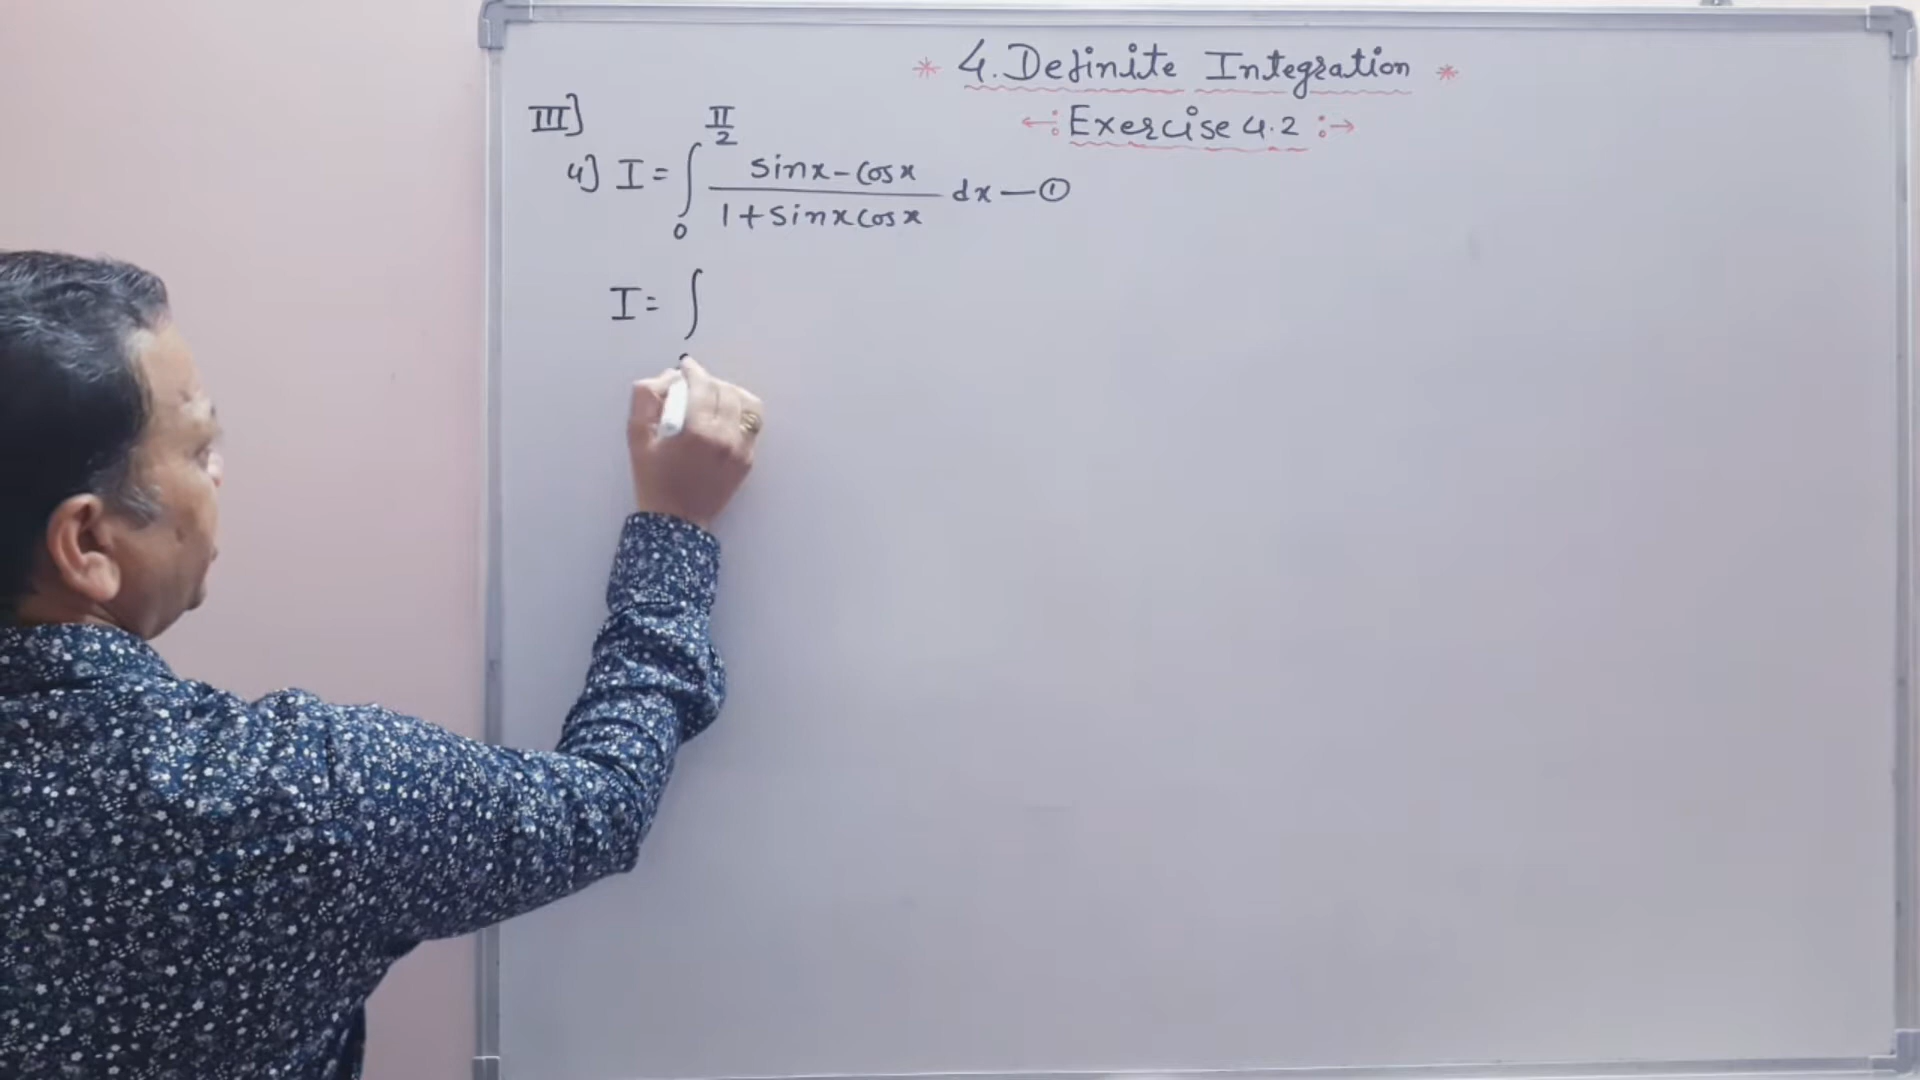 * 4. Definite Integration *
←: Exercise 4.2 :→
III]
4] I = ∫₀^{π/2} (sinx - cosx)/(1 + sinx cosx) dx — ①
I = ∫